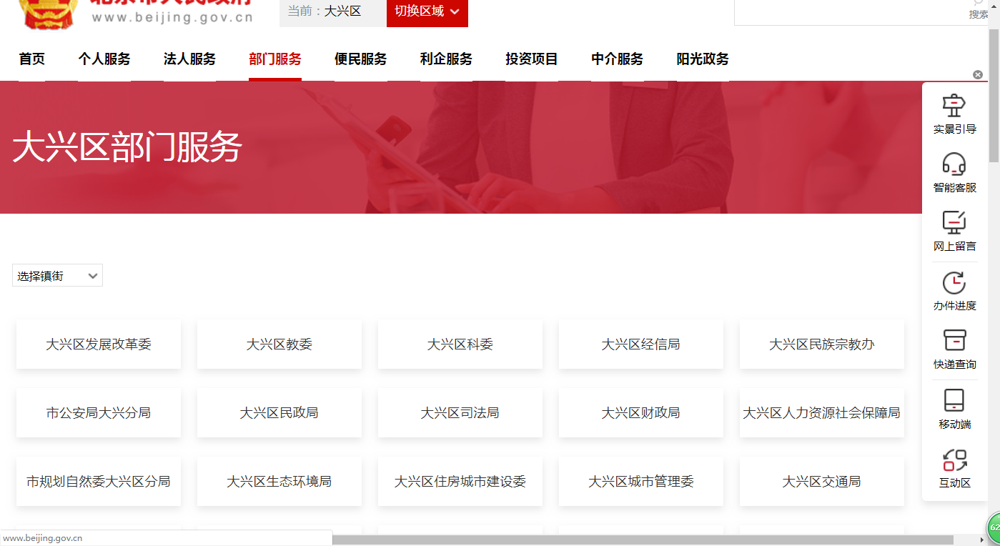 北京市人民政府
www.beijing.gov.cn
当前：大兴区
切换区域
搜索
首页
个人服务
法人服务
部门服务
便民服务
利企服务
投资项目
中介服务
阳光政务
大兴区部门服务
选择镇街
大兴区发展改革委
大兴区教委
大兴区科委
大兴区经信局
大兴区民族宗教办
市公安局大兴分局
大兴区民政局
大兴区司法局
大兴区财政局
大兴区人力资源社会保障局
市规划自然委大兴区分局
大兴区生态环境局
大兴区住房城市建设委
大兴区城市管理委
大兴区交通局
实景引导
智能客服
网上留言
办件进度
快递查询
移动端
互动区
62
www.beijing.gov.cn